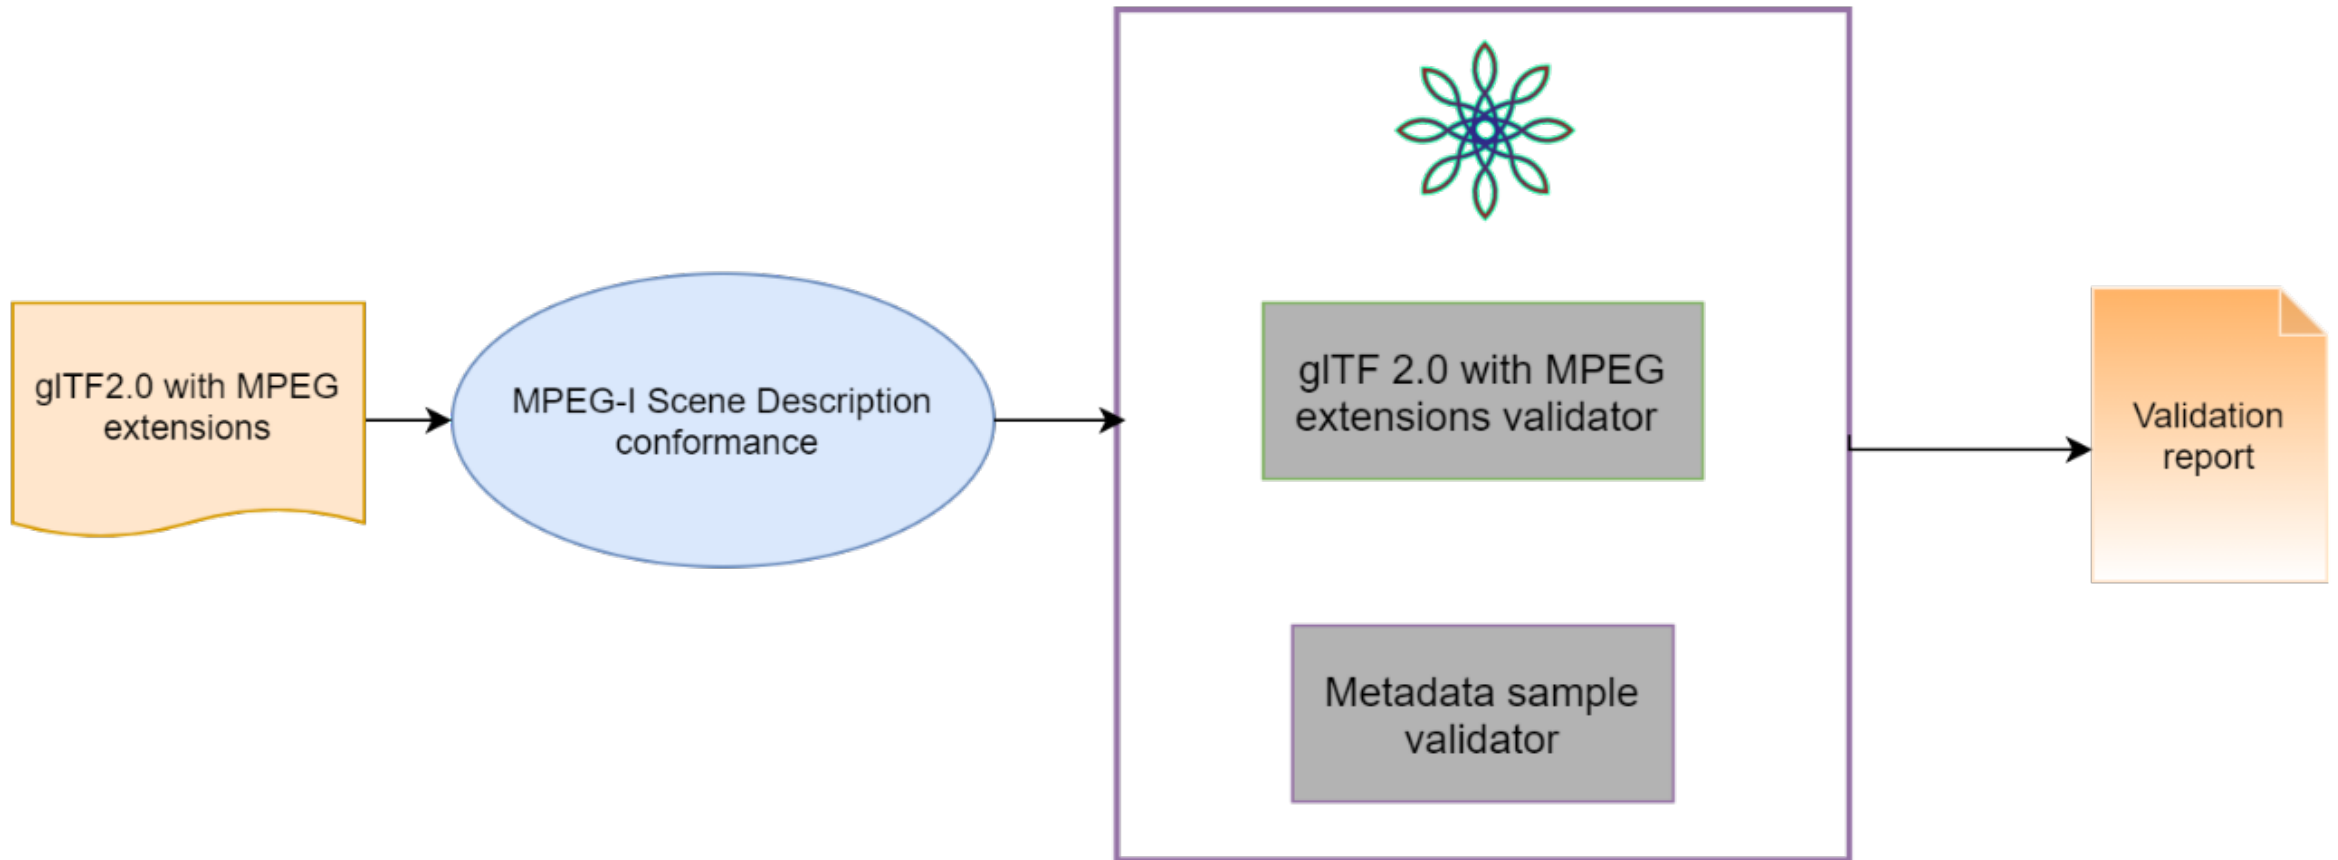 glTF2.0 with MPEG
extensions
MPEG-I Scene Description
conformance
glTF 2.0 with MPEG
extensions validator
Metadata sample
validator
Validation
report